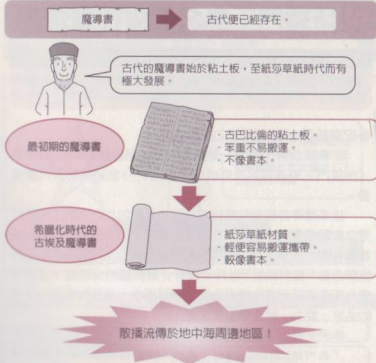 魔導書
古代便已經存在。
古代的魔導書始於粘土板，至紙莎草紙時代而有
極大發展。
最初期的魔導書
·古巴比倫的粘土板。
·笨重不易搬運。
·不像書本。
希臘化時代的
古埃及魔導書
·紙莎草紙材質。
·輕便容易搬運攜帶。
·較像書本。
散播流傳於地中海周邊地區！